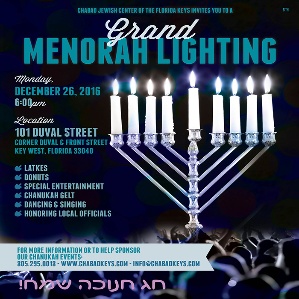 CHABAD JEWISH CENTER OF THE FLORIDA KEYS INVITES YOU TO A
Grand
MENORAH LIGHTING
Monday,
DECEMBER 26, 2016
6:00pm
Location
101 DUVAL STREET
CORNER DUVAL & FRONT STREET
KEY WEST, FLORIDA 33040
LATKES
DONUTS
SPECIAL ENTERTAINMENT
CHANUKAH GELT
DANCING & SINGING
HONORING LOCAL OFFICIALS
FOR MORE INFORMATION OR TO HELP SPONSOR
OUR CHANUKAH EVENTS:
305.295.0018 - WWW.CHABADKEYS.COM - INFO@CHABADKEYS.COM
חג חנוכה שמח!